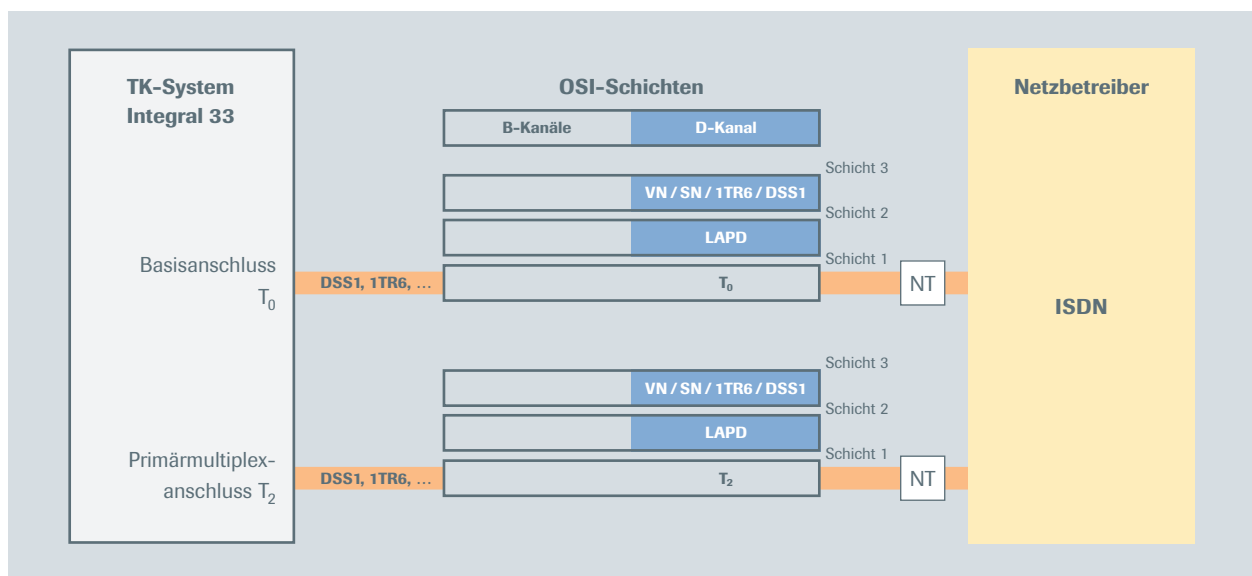 TK-System
Integral 33
OSI-Schichten
Netzbetreiber
B-Kanäle
D-Kanal
Schicht 3
VN / SN / 1TR6 / DSS1
Schicht 2
LAPD
Schicht 1
Basisanschluss
T0
DSS1, 1TR6, ...
T0
NT
ISDN
Schicht 3
VN / SN / 1TR6 / DSS1
Schicht 2
LAPD
Schicht 1
Primärmultiplex-
anschluss T2
DSS1, 1TR6, ...
T2
NT